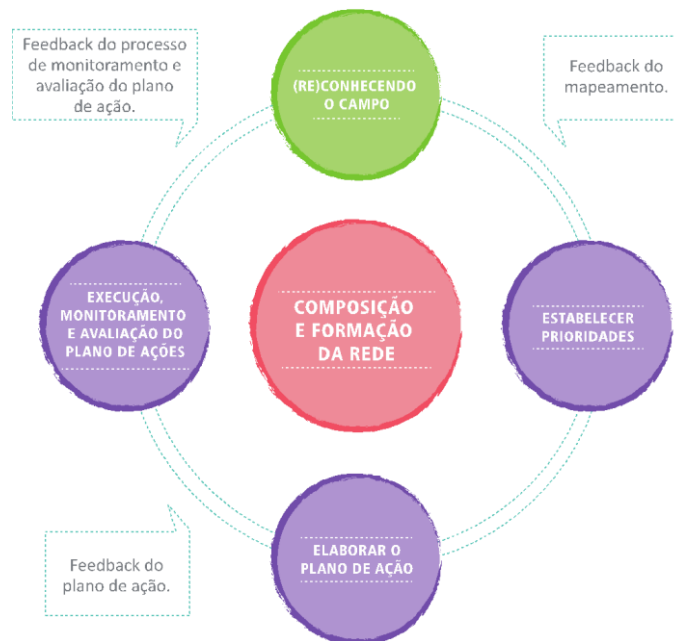 Feedback do processo
de monitoramento e
avaliação do plano
de ação.
(RE)CONHECENDO
O CAMPO
Feedback do
mapeamento.
EXECUÇÃO,
MONITORAMENTO
E AVALIAÇÃO DO
PLANO DE AÇÕES
COMPOSIÇÃO
E FORMAÇÃO
DA REDE
ESTABELECER
PRIORIDADES
Feedback do
plano de ação.
ELABORAR O
PLANO DE AÇÃO